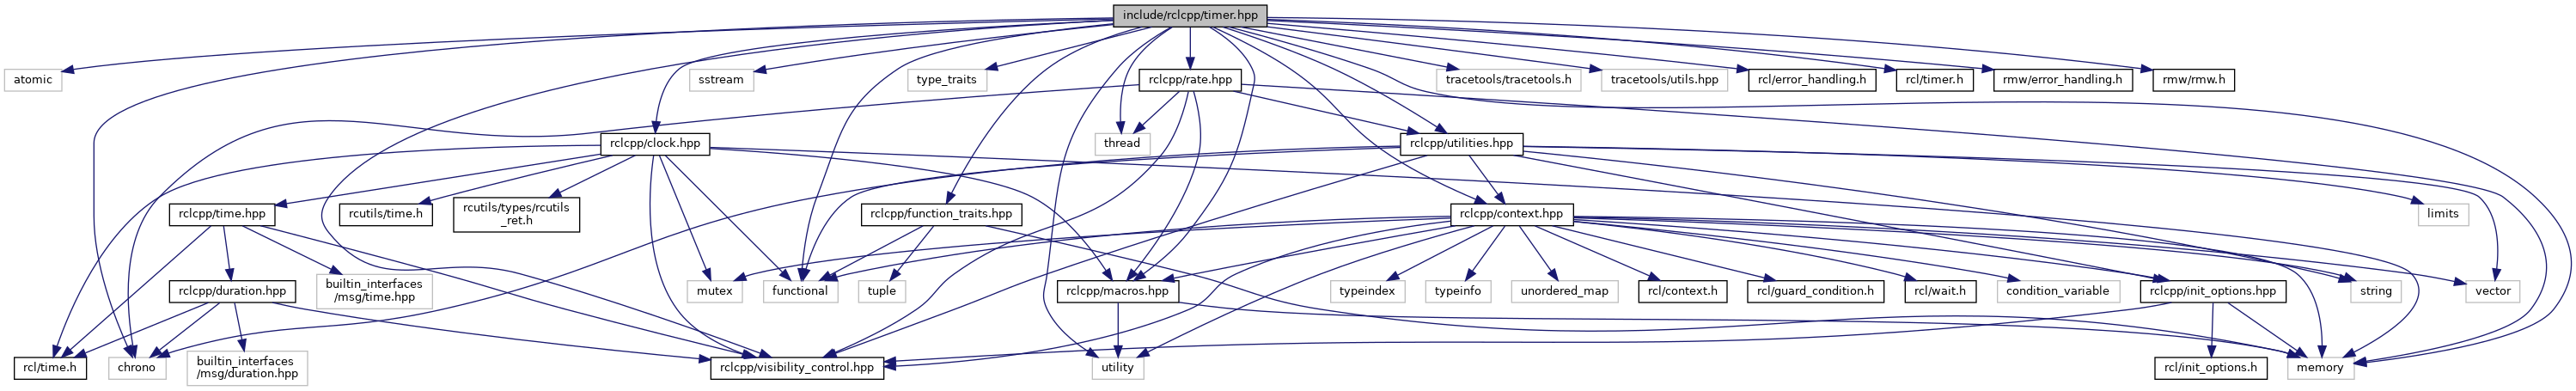 include/rclcpp/timer.hpp
atomic
sstream
type_traits
rclcpp/rate.hpp
tracetools/tracetools.h
tracetools/utils.hpp
rcl/error_handling.h
rcl/timer.h
rmw/error_handling.h
rmw/rmw.h
rclcpp/clock.hpp
thread
rclcpp/utilities.hpp
rclcpp/time.hpp
rcutils/time.h
rcutils/types/rcutils
_ret.h
rclcpp/function_traits.hpp
rclcpp/context.hpp
limits
rclcpp/duration.hpp
builtin_interfaces
/msg/time.hpp
mutex
functional
tuple
rclcpp/macros.hpp
typeindex
typeinfo
unordered_map
rcl/context.h
rcl/guard_condition.h
rcl/wait.h
condition_variable
rclcpp/init_options.hpp
string
vector
rcl/time.h
chrono
builtin_interfaces
/msg/duration.hpp
rclcpp/visibility_control.hpp
utility
rcl/init_options.h
memory